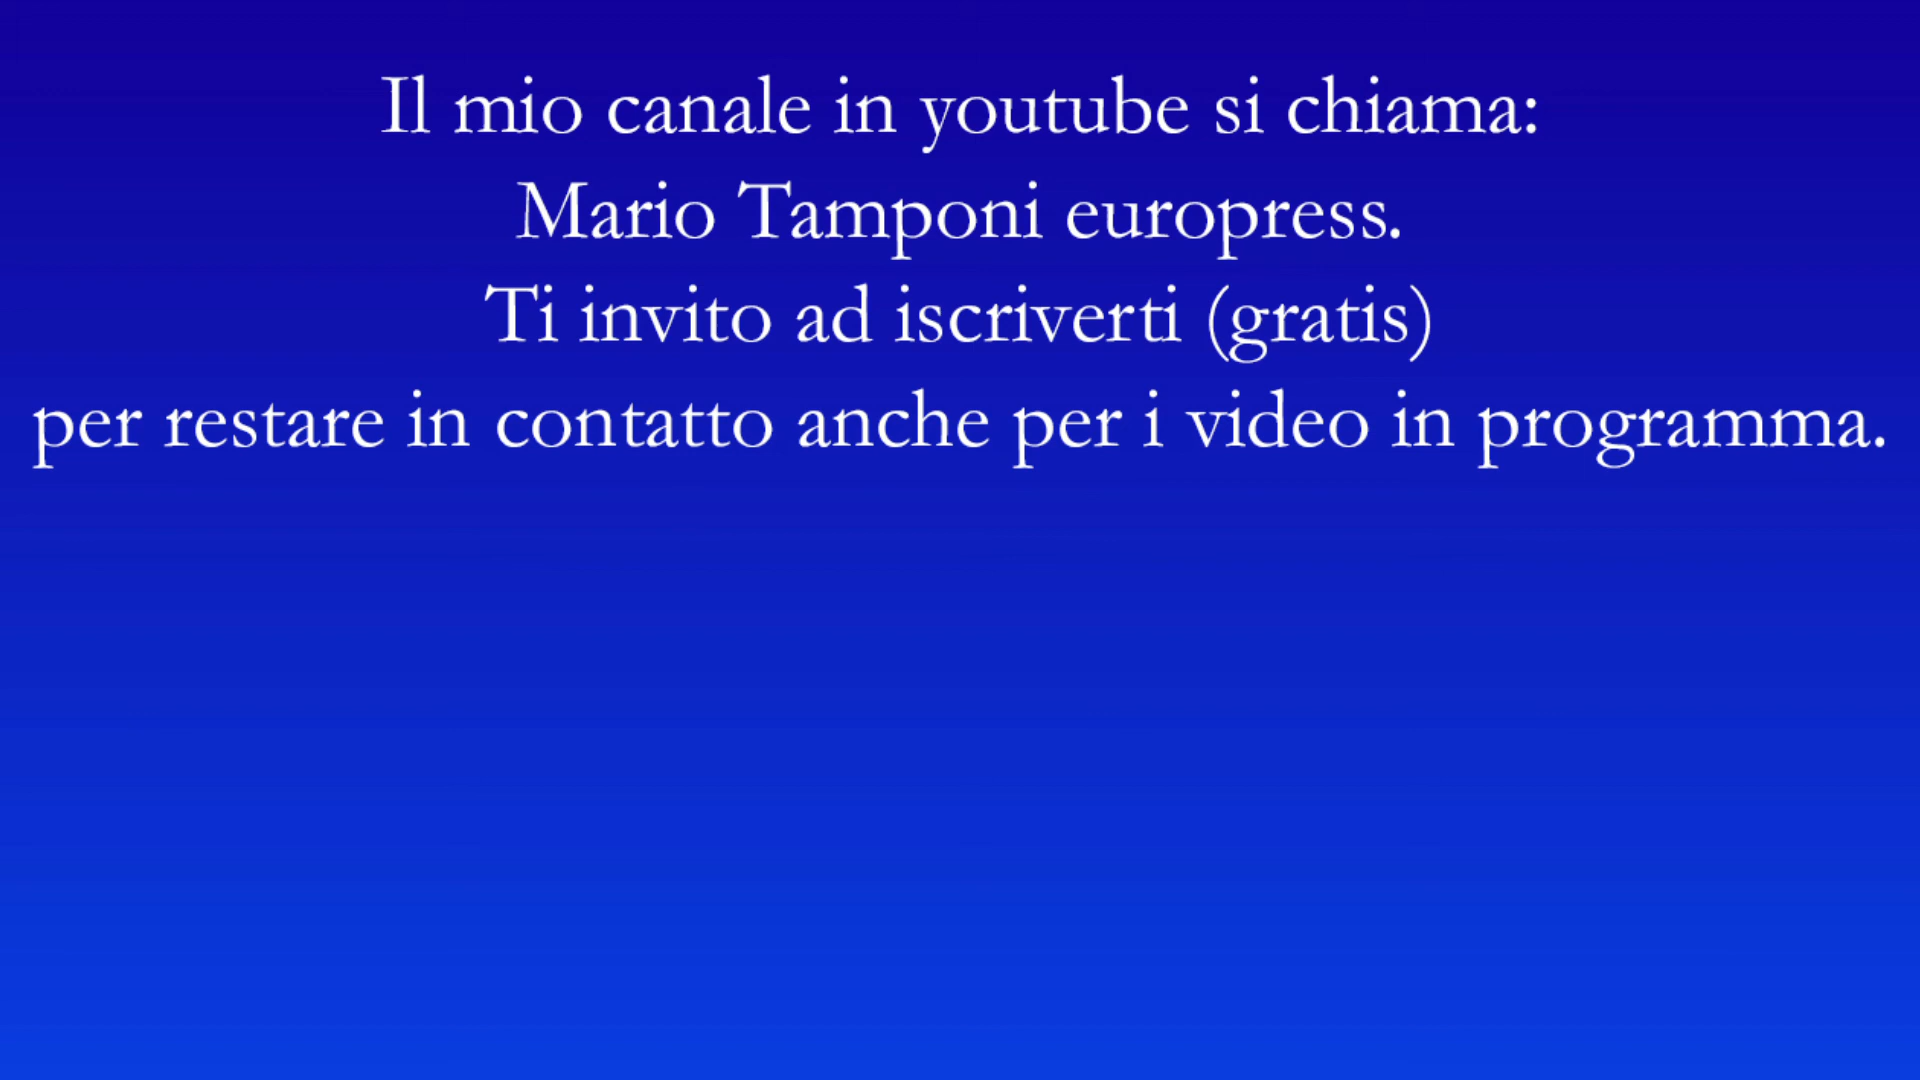 Il mio canale in youtube si chiama:
Mario Tamponi europress.
Ti invito ad iscriverti (gratis)
per restare in contatto anche per i video in programma.